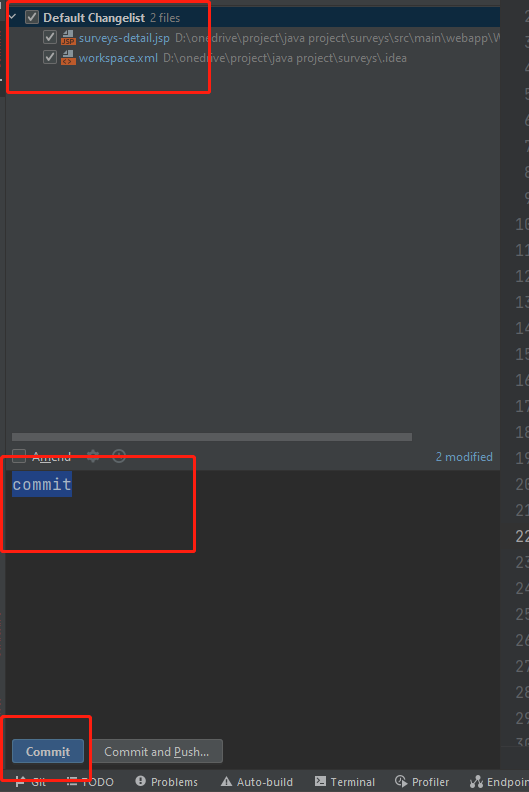 Default Changelist 2 files
surveys-detail.jsp D:\onedrive\project\java project\surveys\src\main\webapp\W
workspace.xml D:\onedrive\project\java project\surveys\.idea
Amend
2 modified
commit
Commit
Commit and Push...
Git
TODO
Problems
Auto-build
Terminal
Profiler
Endpoin
2
3
4
5
6
7
8
9
10
11
12
13
14
15
16
17
18
19
20
21
22
23
24
25
26
27
28
29
30